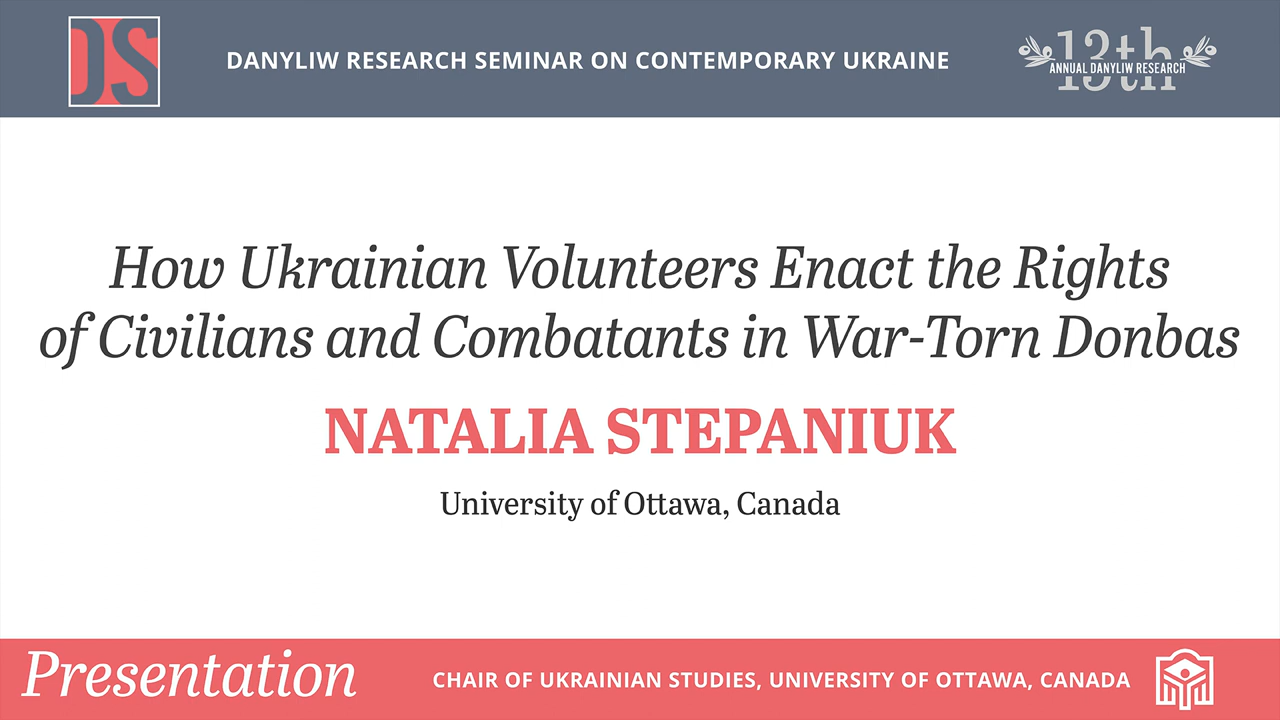 DS
DANYLIW RESEARCH SEMINAR ON CONTEMPORARY UKRAINE
13th
ANNUAL DANYLIW RESEARCH
How Ukrainian Volunteers Enact the Rights
of Civilians and Combatants in War-Torn Donbas
NATALIA STEPANIUK
University of Ottawa, Canada
Presentation
CHAIR OF UKRAINIAN STUDIES, UNIVERSITY OF OTTAWA, CANADA